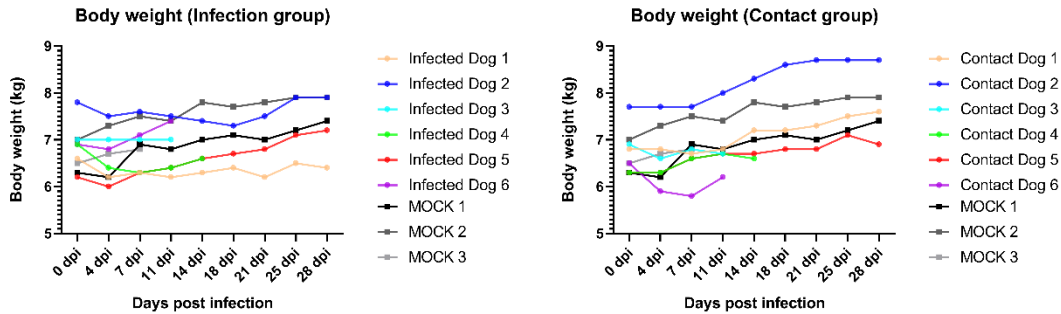 Body weight (Infection group)
Body weight (kg)
9
8
7
6
5
0 dpi
4 dpi
7 dpi
11 dpi
14 dpi
18 dpi
21 dpi
25 dpi
28 dpi
Days post infection
Infected Dog 1
Infected Dog 2
Infected Dog 3
Infected Dog 4
Infected Dog 5
Infected Dog 6
MOCK 1
MOCK 2
MOCK 3
Body weight (Contact group)
Body weight (kg)
9
8
7
6
5
0 dpi
4 dpi
7 dpi
11 dpi
14 dpi
18 dpi
21 dpi
25 dpi
28 dpi
Days post infection
Contact Dog 1
Contact Dog 2
Contact Dog 3
Contact Dog 4
Contact Dog 5
Contact Dog 6
MOCK 1
MOCK 2
MOCK 3